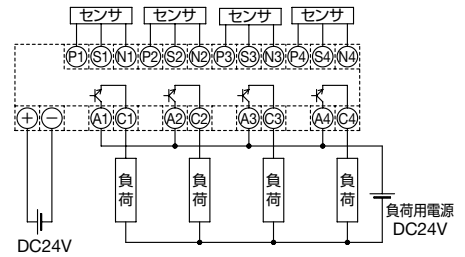 センサ センサ センサ センサ
P1 S1 N1 P2 S2 N2 P3 S3 N3 P4 S4 N4
+ − A1 C1 A2 C2 A3 C3 A4 C4
負荷 負荷 負荷 負荷
負荷用電源
DC24V
DC24V